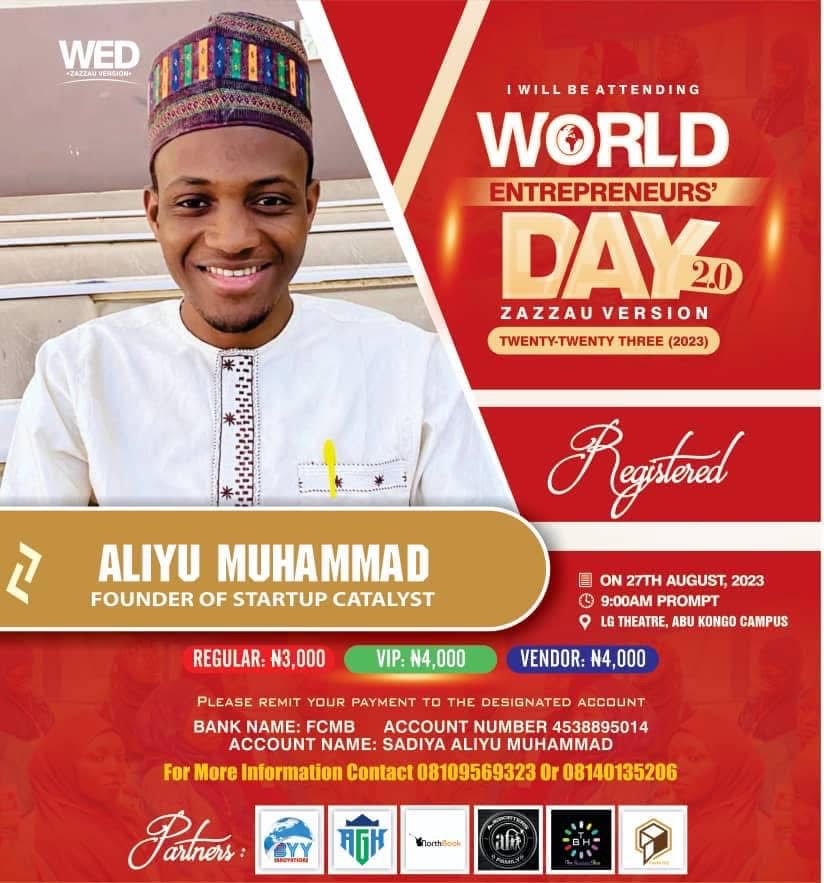 WED
•ZAZZAU VERSION•
I WILL BE ATTENDING
WORLD
ENTREPRENEURS'
DAY 2.0
ZAZZAU VERSION
TWENTY-TWENTY THREE (2023)
Registered
ALIYU MUHAMMAD
FOUNDER OF STARTUP CATALYST
ON 27TH AUGUST, 2023
9:00AM PROMPT
LG THEATRE, ABU KONGO CAMPUS
REGULAR: ₦3,000 VIP: ₦4,000 VENDOR: ₦4,000
PLEASE REMIT YOUR PAYMENT TO THE DESIGNATED ACCOUNT
BANK NAME: FCMB ACCOUNT NUMBER 4538895014
ACCOUNT NAME: SADIYA ALIYU MUHAMMAD
For More Information Contact 08109569323 Or 08140135206
Partners:
INNOVATIONS
AGH
NorthBook
FAMILY
TBH